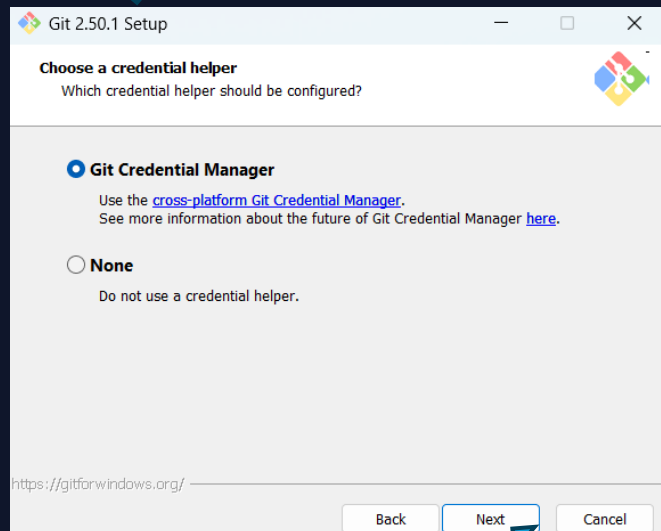 Git 2.50.1 Setup
Choose a credential helper
Which credential helper should be configured?
Git Credential Manager
Use the cross-platform Git Credential Manager.
See more information about the future of Git Credential Manager here.
None
Do not use a credential helper.
https://gitforwindows.org/
Back Next Cancel